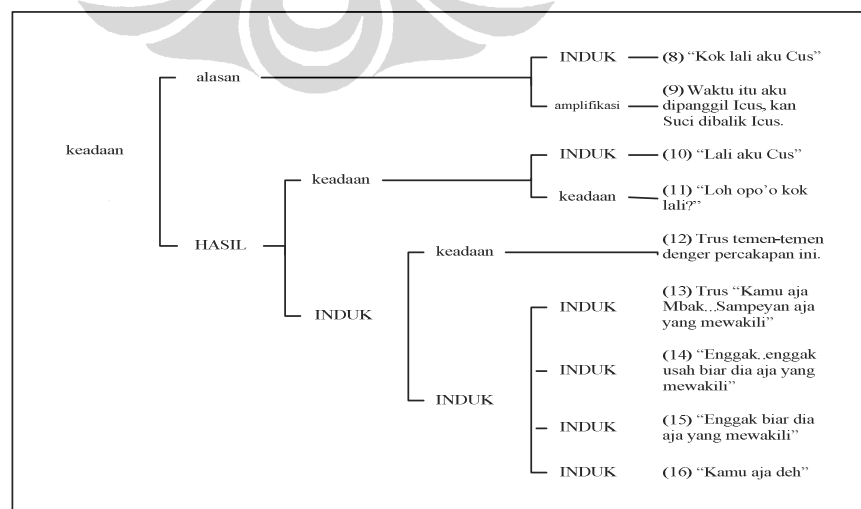 INDUK (8) “Kok lali aku Cus”
alasan
(9) Waktu itu aku
amplifikasi dipanggil Icus, kan
Suci dibalik Icus.
keadaan
INDUK (10) “Lali aku Cus”
keadaan
(11) “Loh opo’o kok
keadaan lali?”
HASIL
(12) Trus temen-temen
keadaan denger percakapan ini.
INDUK
(13) Trus “Kamu aja
INDUK Mbak...Sampeyan aja
yang mewakili”
(14) “Enggak..enggak
INDUK usah biar dia aja yang
mewakili”
INDUK
(15) “Enggak biar dia
INDUK aja yang mewakili”
INDUK (16) “Kamu aja deh”